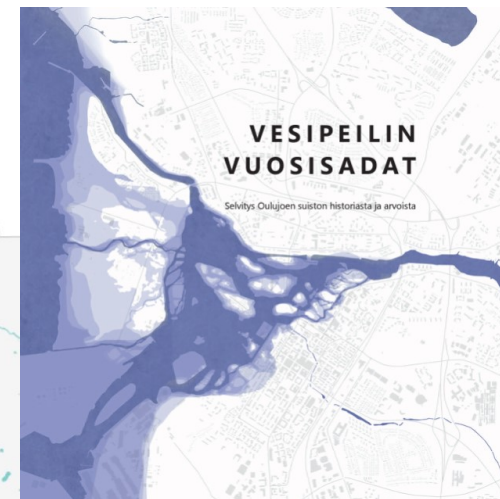 VESIPEILIN
VUOSISADAT
Selvitys Oulujoen suiston historiasta ja arvoista